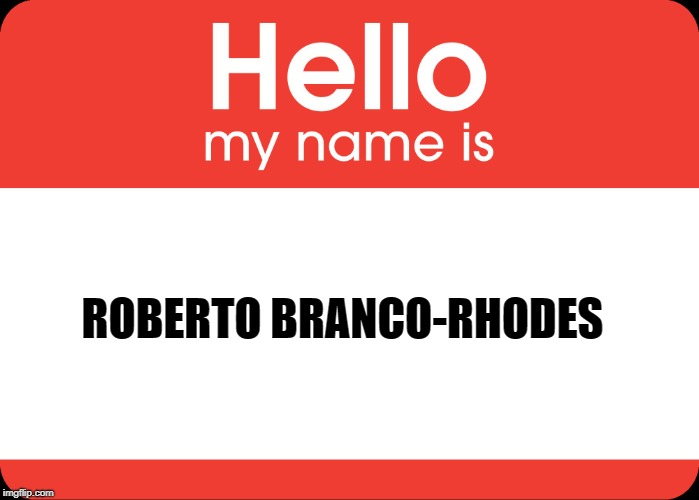 Hello
my name is
ROBERTO BRANCO-RHODES
imgflip.com